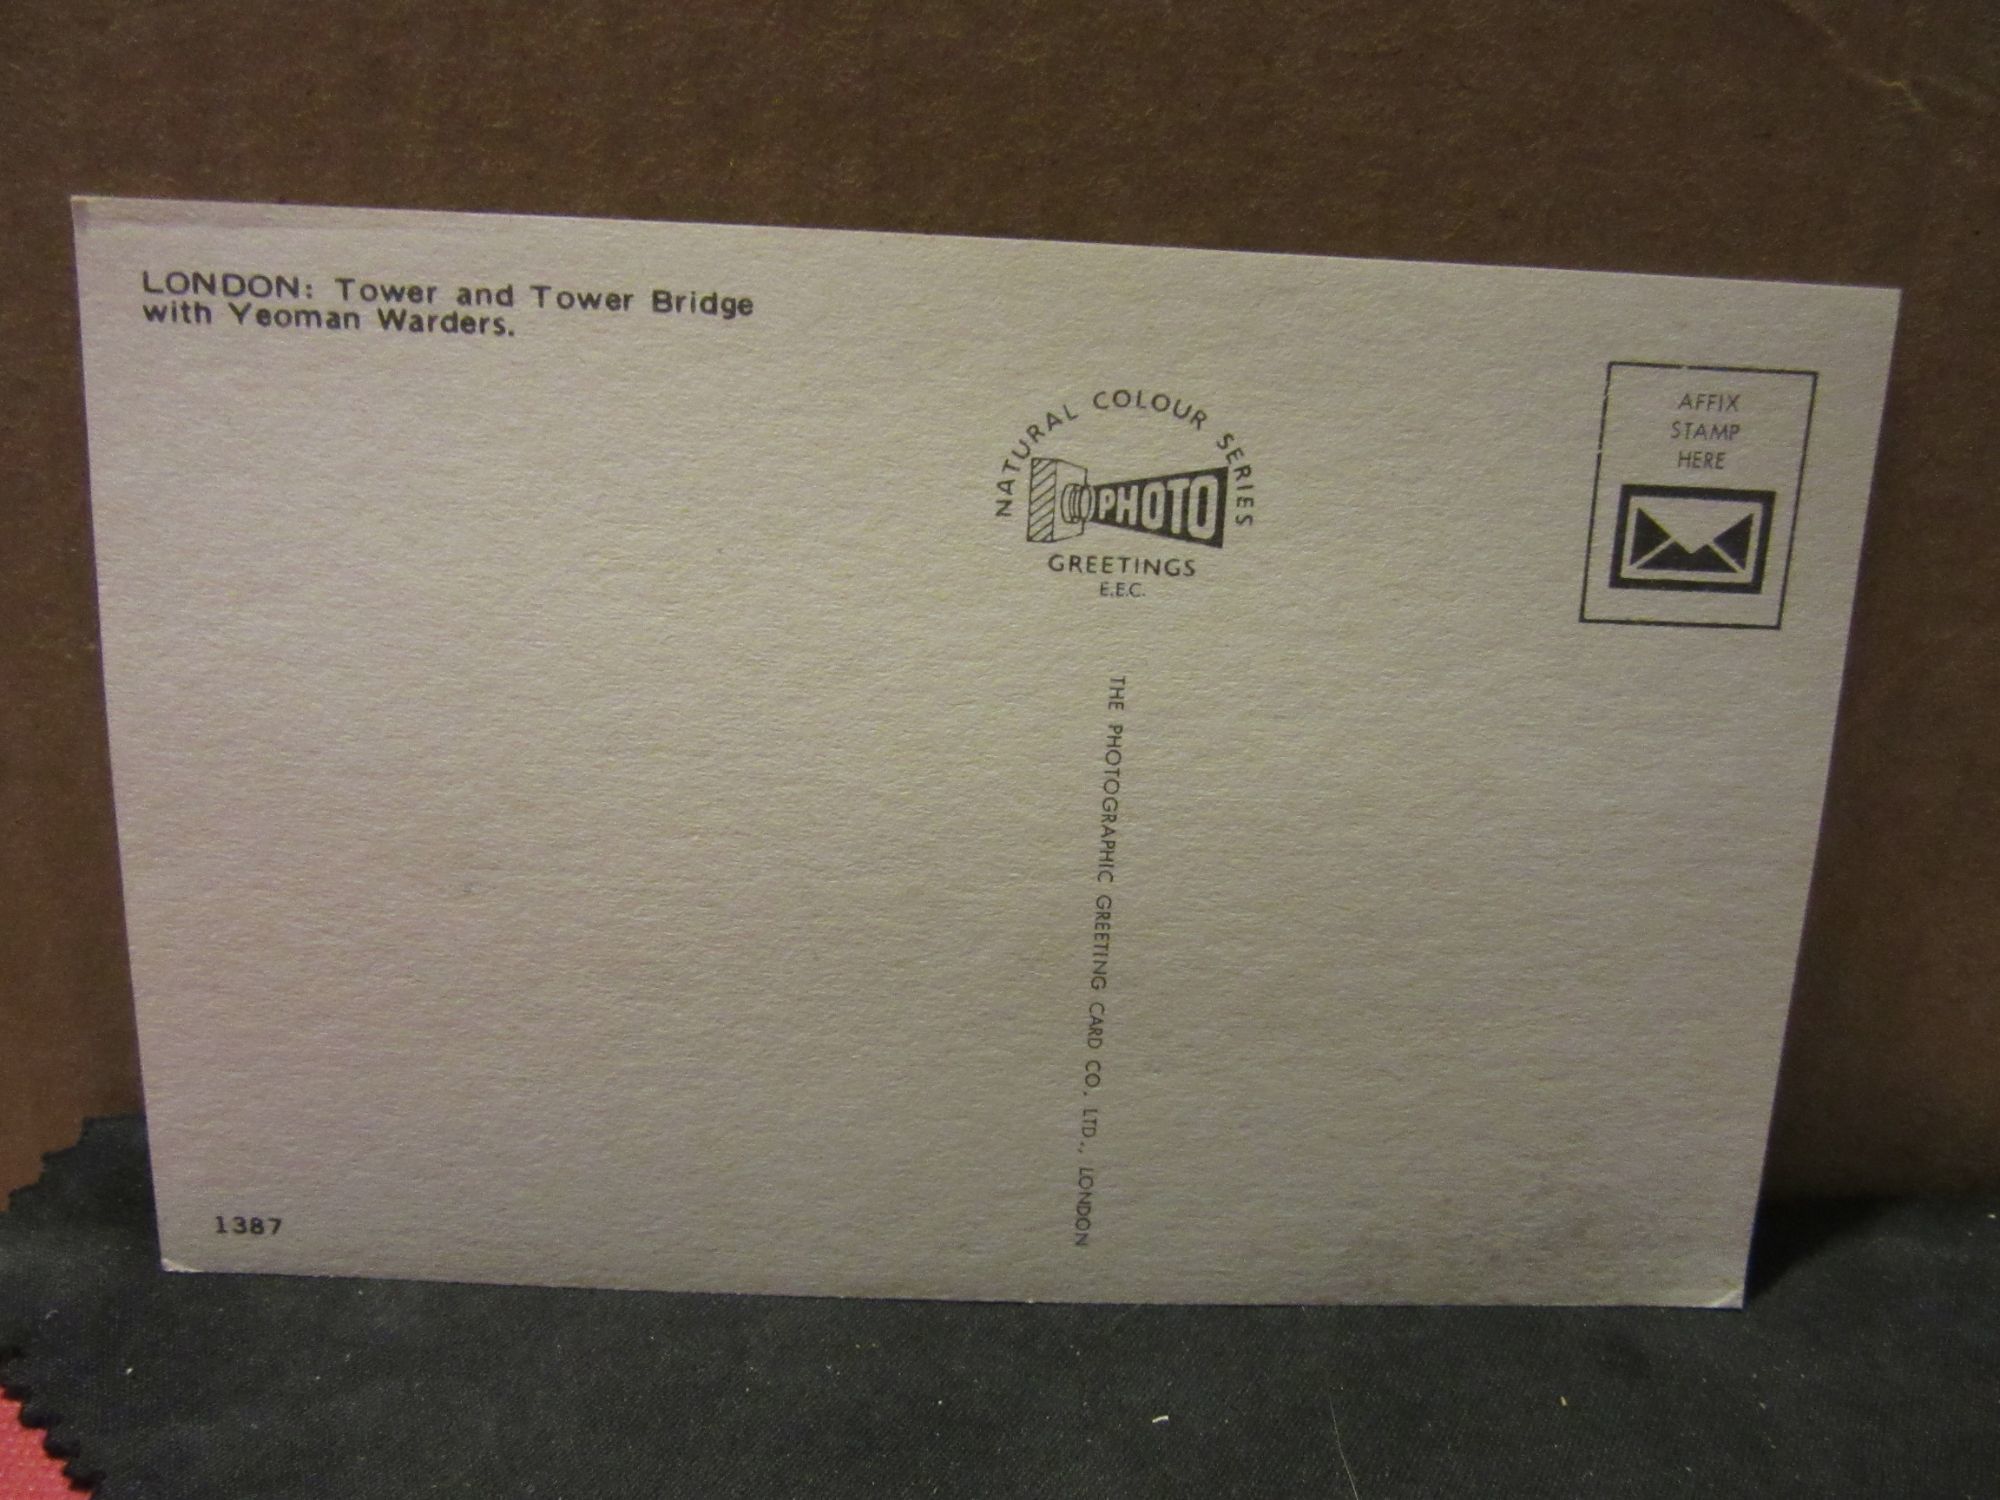 LONDON: Tower and Tower Bridge
with Yeoman Warders.
NATURAL COLOUR SERIES
PHOTO
GREETINGS
E.E.C.
AFFIX
STAMP
HERE
THE PHOTOGRAPHIC GREETING CARD CO. LTD., LONDON
1387